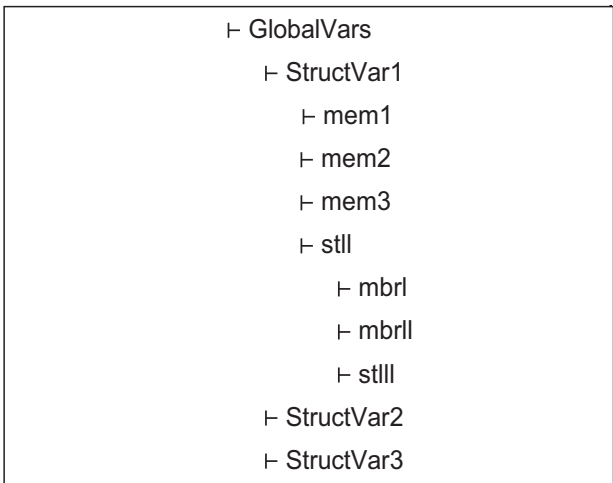 ⊢ GlobalVars
⊢ StructVar1
⊢ mem1
⊢ mem2
⊢ mem3
⊢ stII
⊢ mbrI
⊢ mbrII
⊢ stIII
⊢ StructVar2
⊢ StructVar3